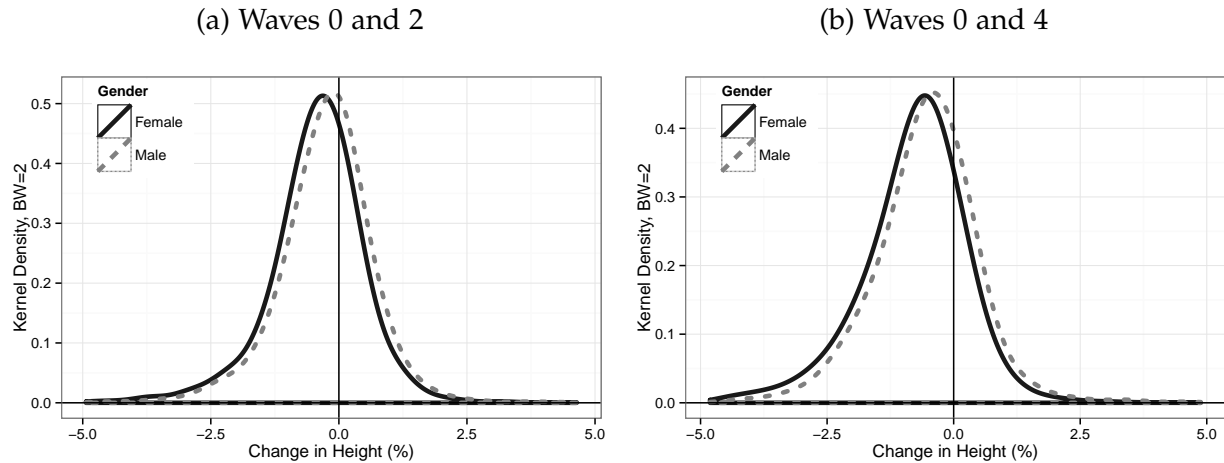 (a) Waves 0 and 2
Kernel Density, BW=2
0.5
0.4
0.3
0.2
0.1
0.0
Gender
Female
Male
−5.0 −2.5 0.0 2.5 5.0
Change in Height (%)
(b) Waves 0 and 4
Kernel Density, BW=2
0.4
0.3
0.2
0.1
0.0
Gender
Female
Male
−5.0 −2.5 0.0 2.5 5.0
Change in Height (%)